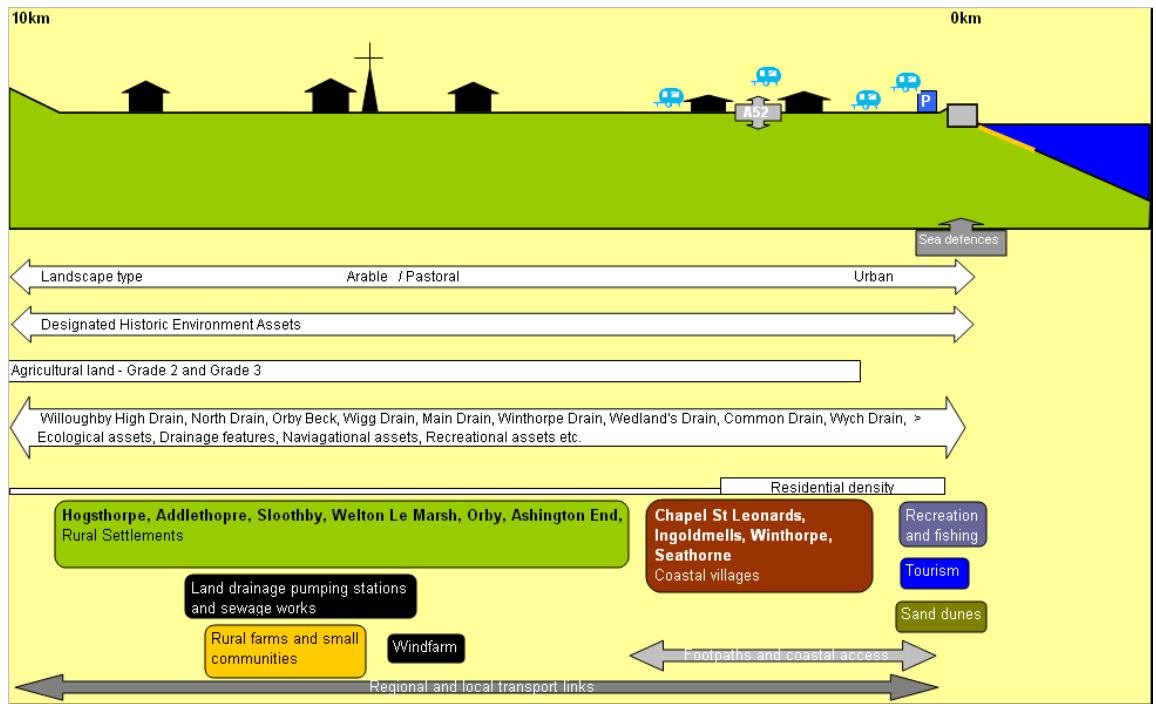 10km
0km
P
A52
Sea defences
Landscape type Arable / Pastoral Urban
Designated Historic Environment Assets
Agricultural land - Grade 2 and Grade 3
Willoughby High Drain, North Drain, Orby Beck, Wigg Drain, Main Drain, Winthorpe Drain, Wedland's Drain, Common Drain, Wych Drain, >
Ecological assets, Drainage features, Naviagational assets, Recreational assets etc.
Residential density
Hogsthorpe, Addlethopre, Sloothby, Welton Le Marsh, Orby, Ashington End,
Rural Settlements
Chapel St Leonards,
Ingoldmells, Winthorpe,
Seathorne
Coastal villages
Recreation
and fishing
Tourism
Sand dunes
Land drainage pumping stations
and sewage works
Rural farms and small
communities
Windfarm
Footpaths and coastal access
Regional and local transport links